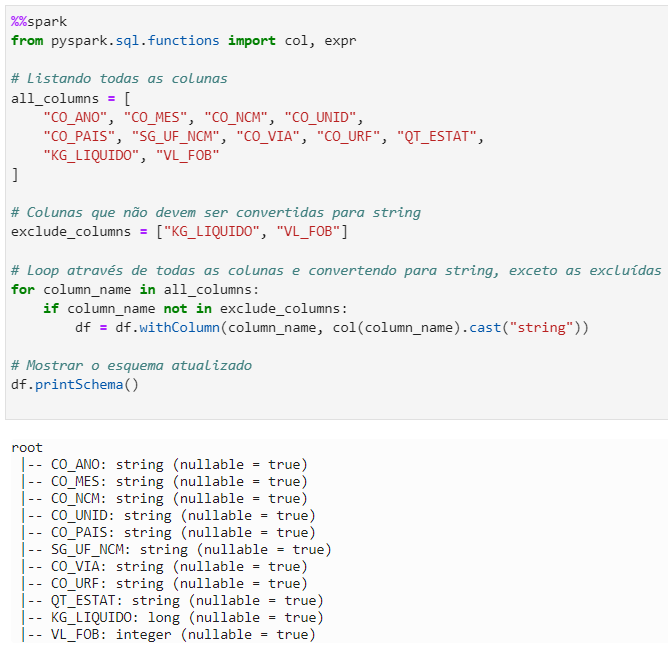 %%spark
from pyspark.sql.functions import col, expr
# Listando todas as colunas
all_columns = [
    "CO_ANO", "CO_MES", "CO_NCM", "CO_UNID",
    "CO_PAIS", "SG_UF_NCM", "CO_VIA", "CO_URF", "QT_ESTAT",
    "KG_LIQUIDO", "VL_FOB"
]
# Colunas que não devem ser convertidas para string
exclude_columns = ["KG_LIQUIDO", "VL_FOB"]
# Loop através de todas as colunas e convertendo para string, exceto as excluídas
for column_name in all_columns:
    if column_name not in exclude_columns:
        df = df.withColumn(column_name, col(column_name).cast("string"))
# Mostrar o esquema atualizado
df.printSchema()
root
 |-- CO_ANO: string (nullable = true)
 |-- CO_MES: string (nullable = true)
 |-- CO_NCM: string (nullable = true)
 |-- CO_UNID: string (nullable = true)
 |-- CO_PAIS: string (nullable = true)
 |-- SG_UF_NCM: string (nullable = true)
 |-- CO_VIA: string (nullable = true)
 |-- CO_URF: string (nullable = true)
 |-- QT_ESTAT: string (nullable = true)
 |-- KG_LIQUIDO: long (nullable = true)
 |-- VL_FOB: integer (nullable = true)